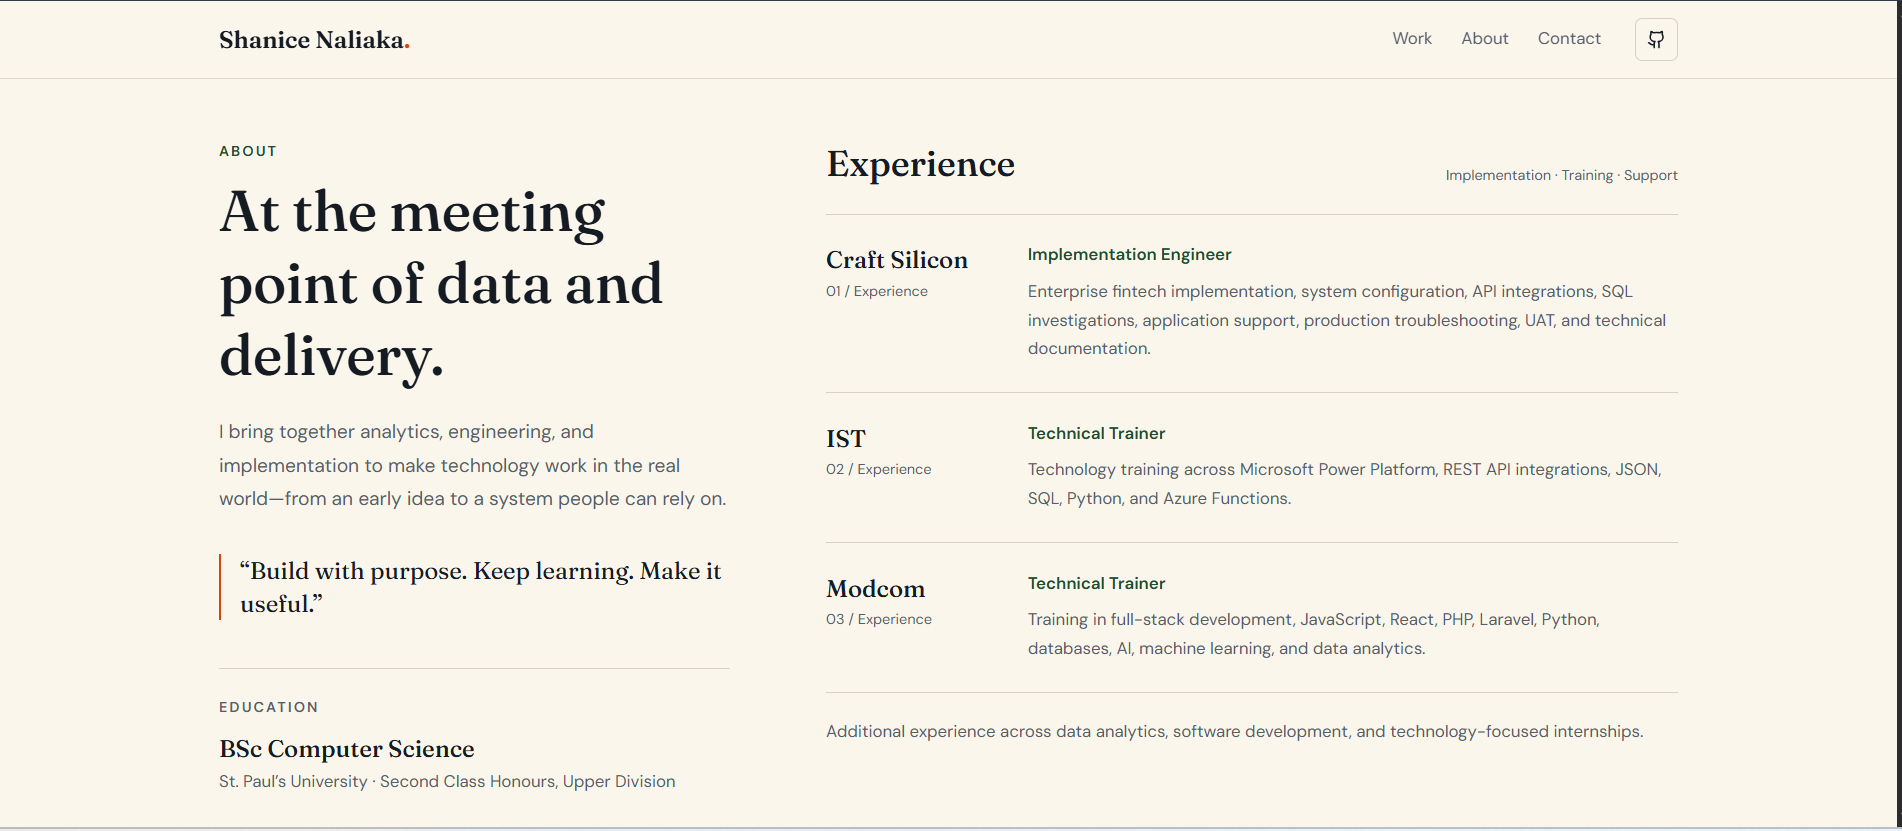 Shanice Naliaka.
Work
About
Contact
ABOUT
At the meeting
point of data and
delivery.
I bring together analytics, engineering, and
implementation to make technology work in the real
world—from an early idea to a system people can rely on.
“Build with purpose. Keep learning. Make it
useful.”
EDUCATION
BSc Computer Science
St. Paul’s University · Second Class Honours, Upper Division
Experience
Implementation · Training · Support
Craft Silicon
01 / Experience
Implementation Engineer
Enterprise fintech implementation, system configuration, API integrations, SQL
investigations, application support, production troubleshooting, UAT, and technical
documentation.
IST
02 / Experience
Technical Trainer
Technology training across Microsoft Power Platform, REST API integrations, JSON,
SQL, Python, and Azure Functions.
Modcom
03 / Experience
Technical Trainer
Training in full-stack development, JavaScript, React, PHP, Laravel, Python,
databases, AI, machine learning, and data analytics.
Additional experience across data analytics, software development, and technology-focused internships.